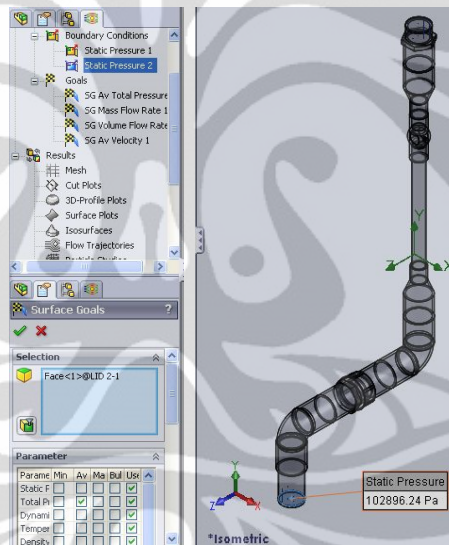 Boundary Conditions
Static Pressure 1
Static Pressure 2
Goals
SG Av Total Pressure
SG Mass Flow Rate 1
SG Volume Flow Rate
SG Av Velocity 1
Results
Mesh
Cut Plots
3D-Profile Plots
Surface Plots
Isosurfaces
Flow Trajectories
Particle Studies
Surface Goals ?
Selection
Face<1>@LID 2-1
Parameter
Parame Min Av Ma Bul Use
Static P
Total Pr
Dynami
Temper
Density
Y
Z X
Y
Z X
Static Pressure
102896.24 Pa
*Isometric